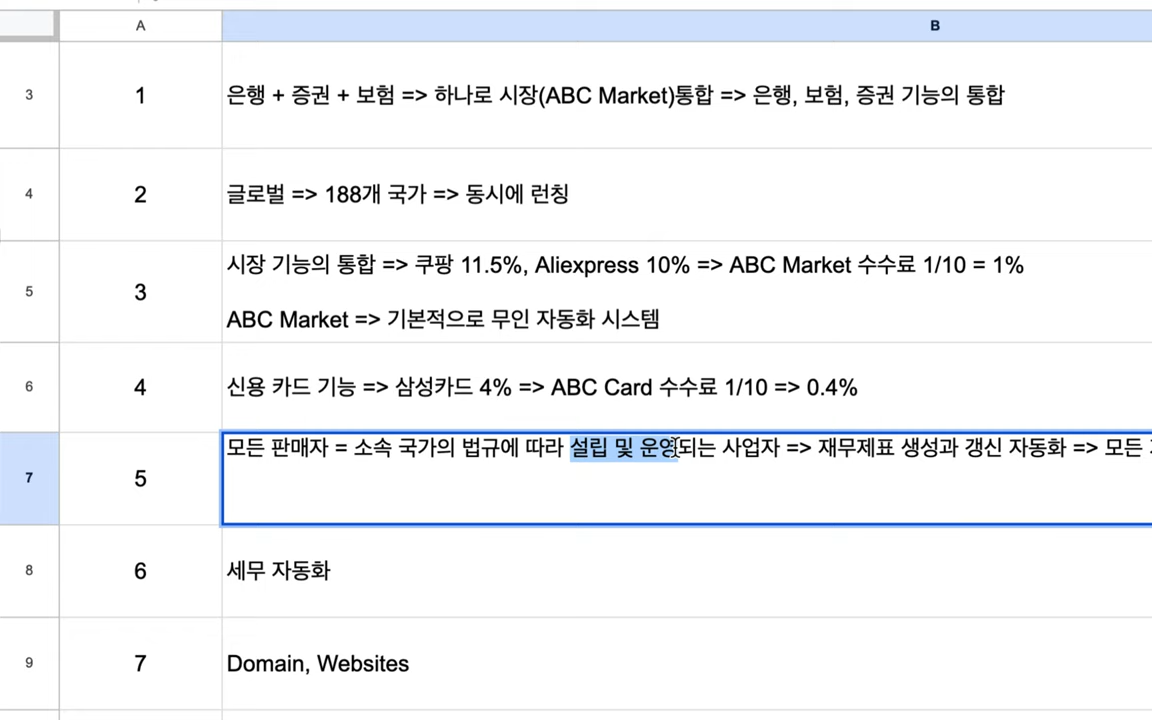 A
B
3
1
은행 + 증권 + 보험 => 하나로 시장(ABC Market)통합 => 은행, 보험, 증권 기능의 통합
4
2
글로벌 => 188개 국가 => 동시에 런칭
5
3
시장 기능의 통합 => 쿠팡 11.5%, Aliexpress 10% => ABC Market 수수료 1/10 = 1%
ABC Market => 기본적으로 무인 자동화 시스템
6
4
신용 카드 기능 => 삼성카드 4% => ABC Card 수수료 1/10 => 0.4%
7
5
모든 판매자 = 소속 국가의 법규에 따라 설립 및 운영되는 사업자 => 재무제표 생성과 갱신 자동화 => 모든
8
6
세무 자동화
9
7
Domain, Websites